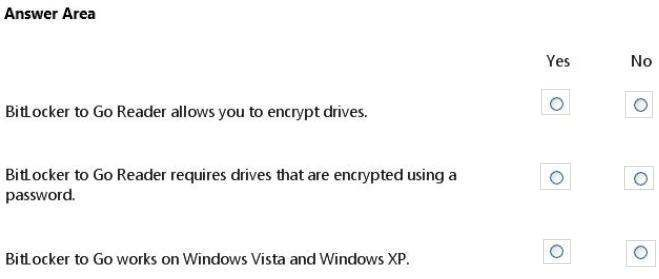 Answer Area
Yes No
BitLocker to Go Reader allows you to encrypt drives.
BitLocker to Go Reader requires drives that are encrypted using a
password.
BitLocker to Go works on Windows Vista and Windows XP.